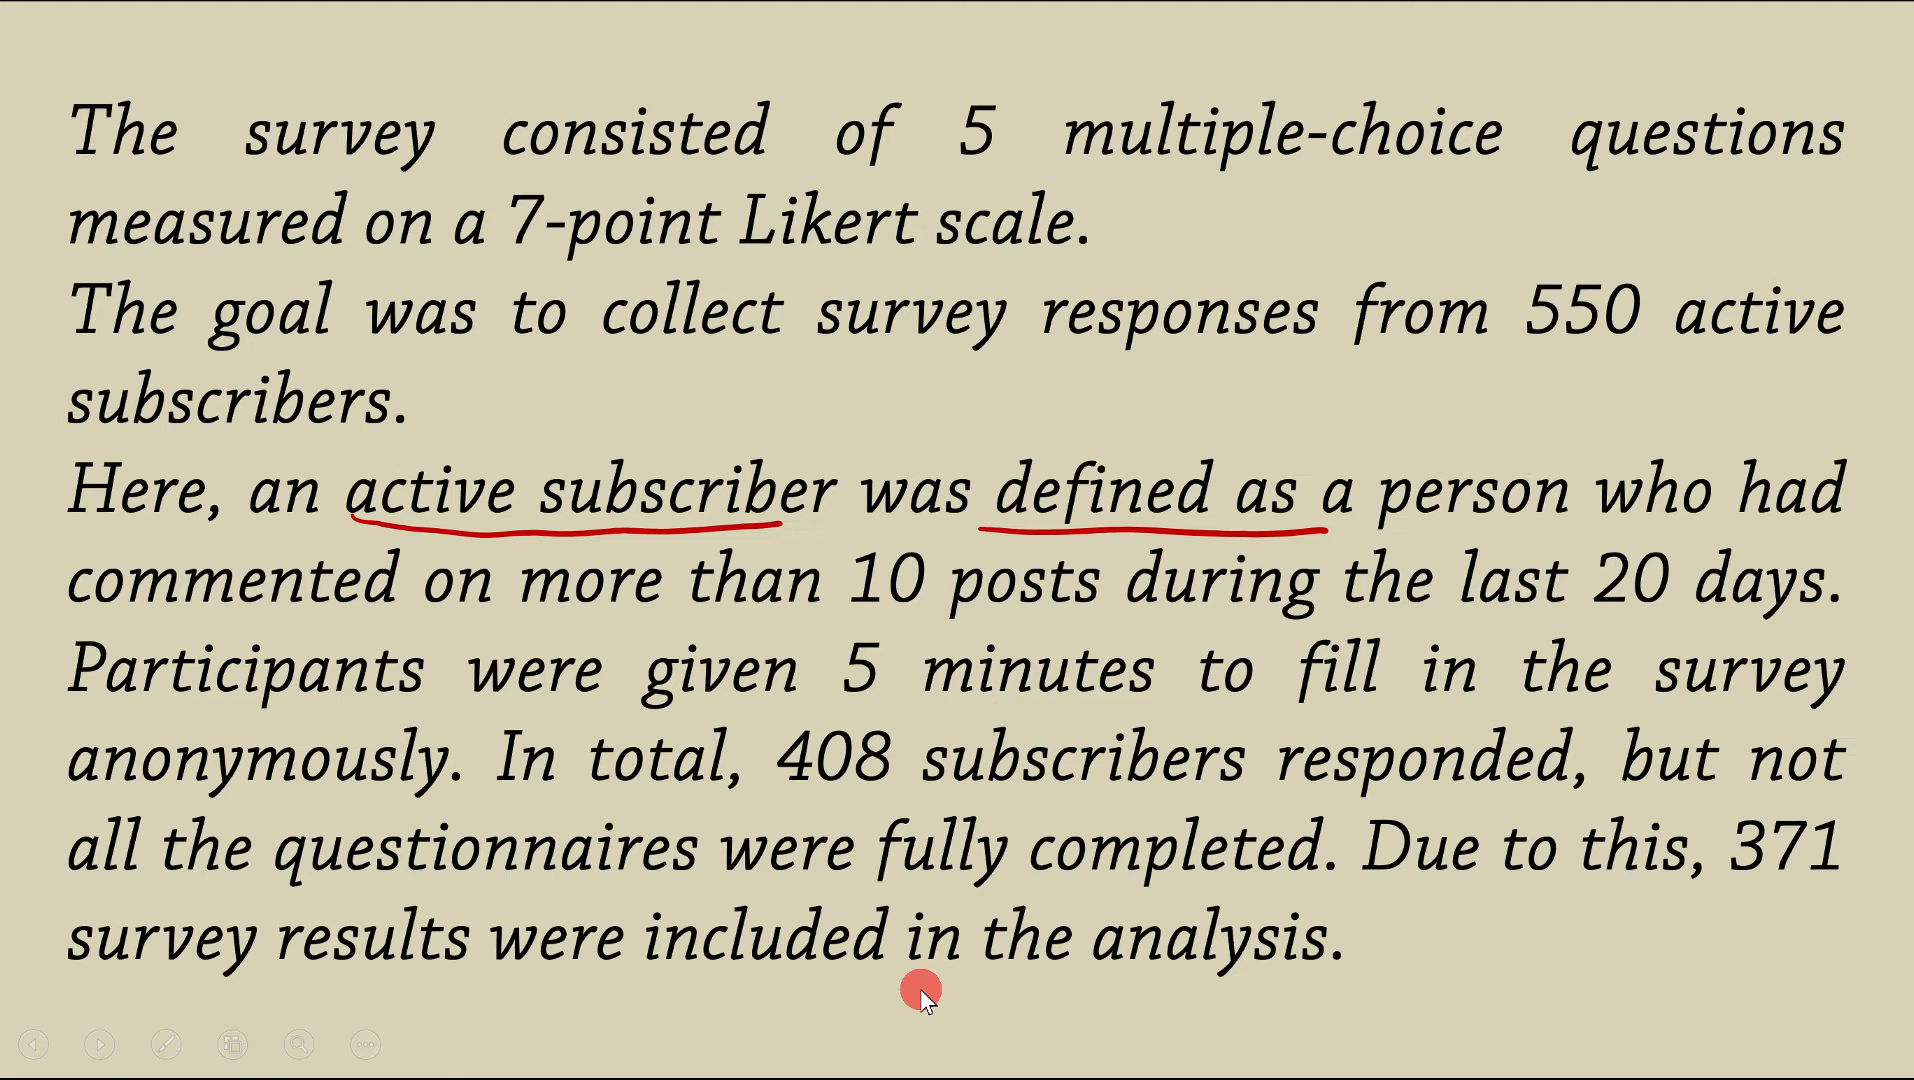 The survey consisted of 5 multiple-choice questions
measured on a 7-point Likert scale.
The goal was to collect survey responses from 550 active
subscribers.
Here, an active subscriber was defined as a person who had
commented on more than 10 posts during the last 20 days.
Participants were given 5 minutes to fill in the survey
anonymously. In total, 408 subscribers responded, but not
all the questionnaires were fully completed. Due to this, 371
survey results were included in the analysis.